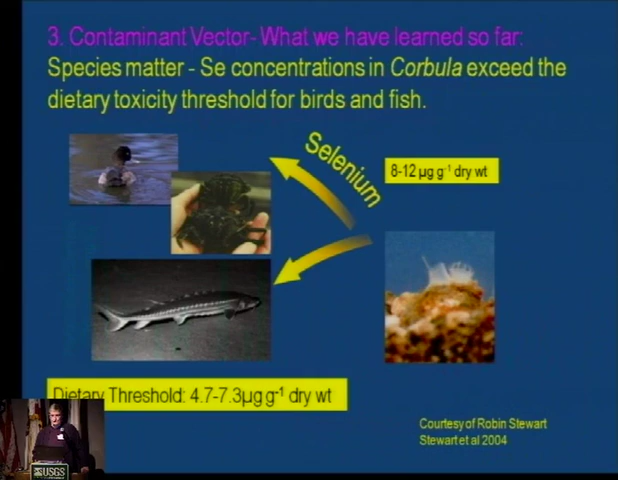 3. Contaminant Vector- What we have learned so far:
Species matter - Se concentrations in Corbula exceed the
dietary toxicity threshold for birds and fish.
Selenium
8-12 µg g⁻¹ dry wt
Dietary Threshold: 4.7-7.3µg g⁻¹ dry wt
Courtesy of Robin Stewart
Stewart et al 2004
USGS